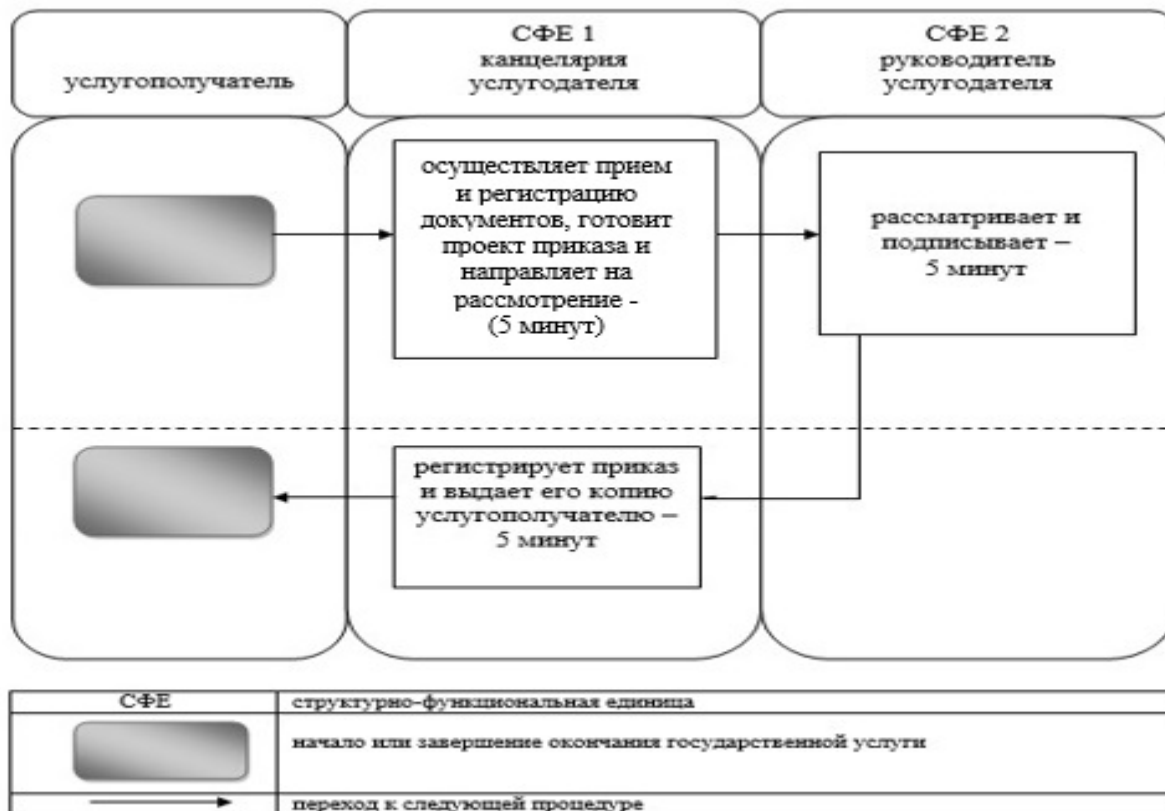 услугополучатель
СФЕ 1
канцелярия
услугодателя
СФЕ 2
руководитель
услугодателя
осуществляет прием
и регистрацию
документов, готовит
проект приказа и
направляет на
рассмотрение -
(5 минут)
рассматривает и
подписывает –
5 минут
регистрирует приказ
и выдает его копию
услугополучателю –
5 минут
СФЕ
структурно-функциональная единица
начало или завершение окончания государственной услуги
переход к следующей процедуре